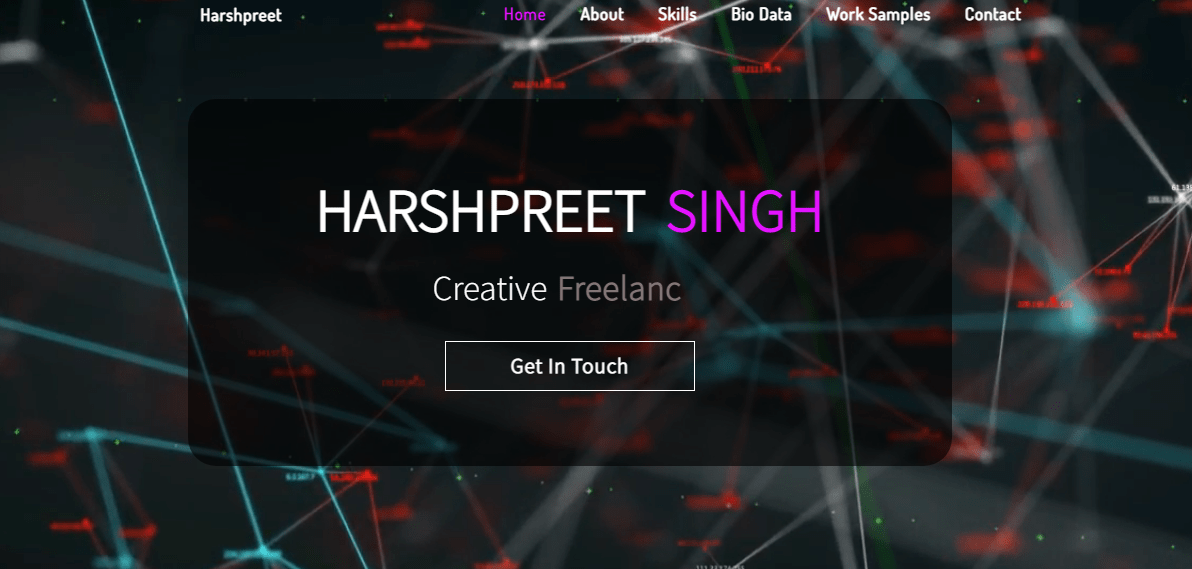 Harshpreet Home About Skills Bio Data Work Samples Contact
HARSHPREET SINGH
Creative Freelanc
Get In Touch